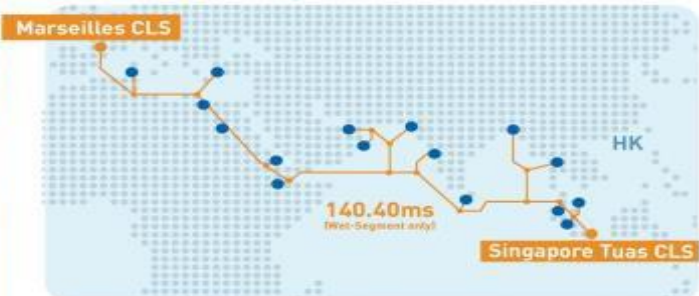 Marseilles CLS
HK
140.40ms
(Wet-Segment only)
Singapore Tuas CLS